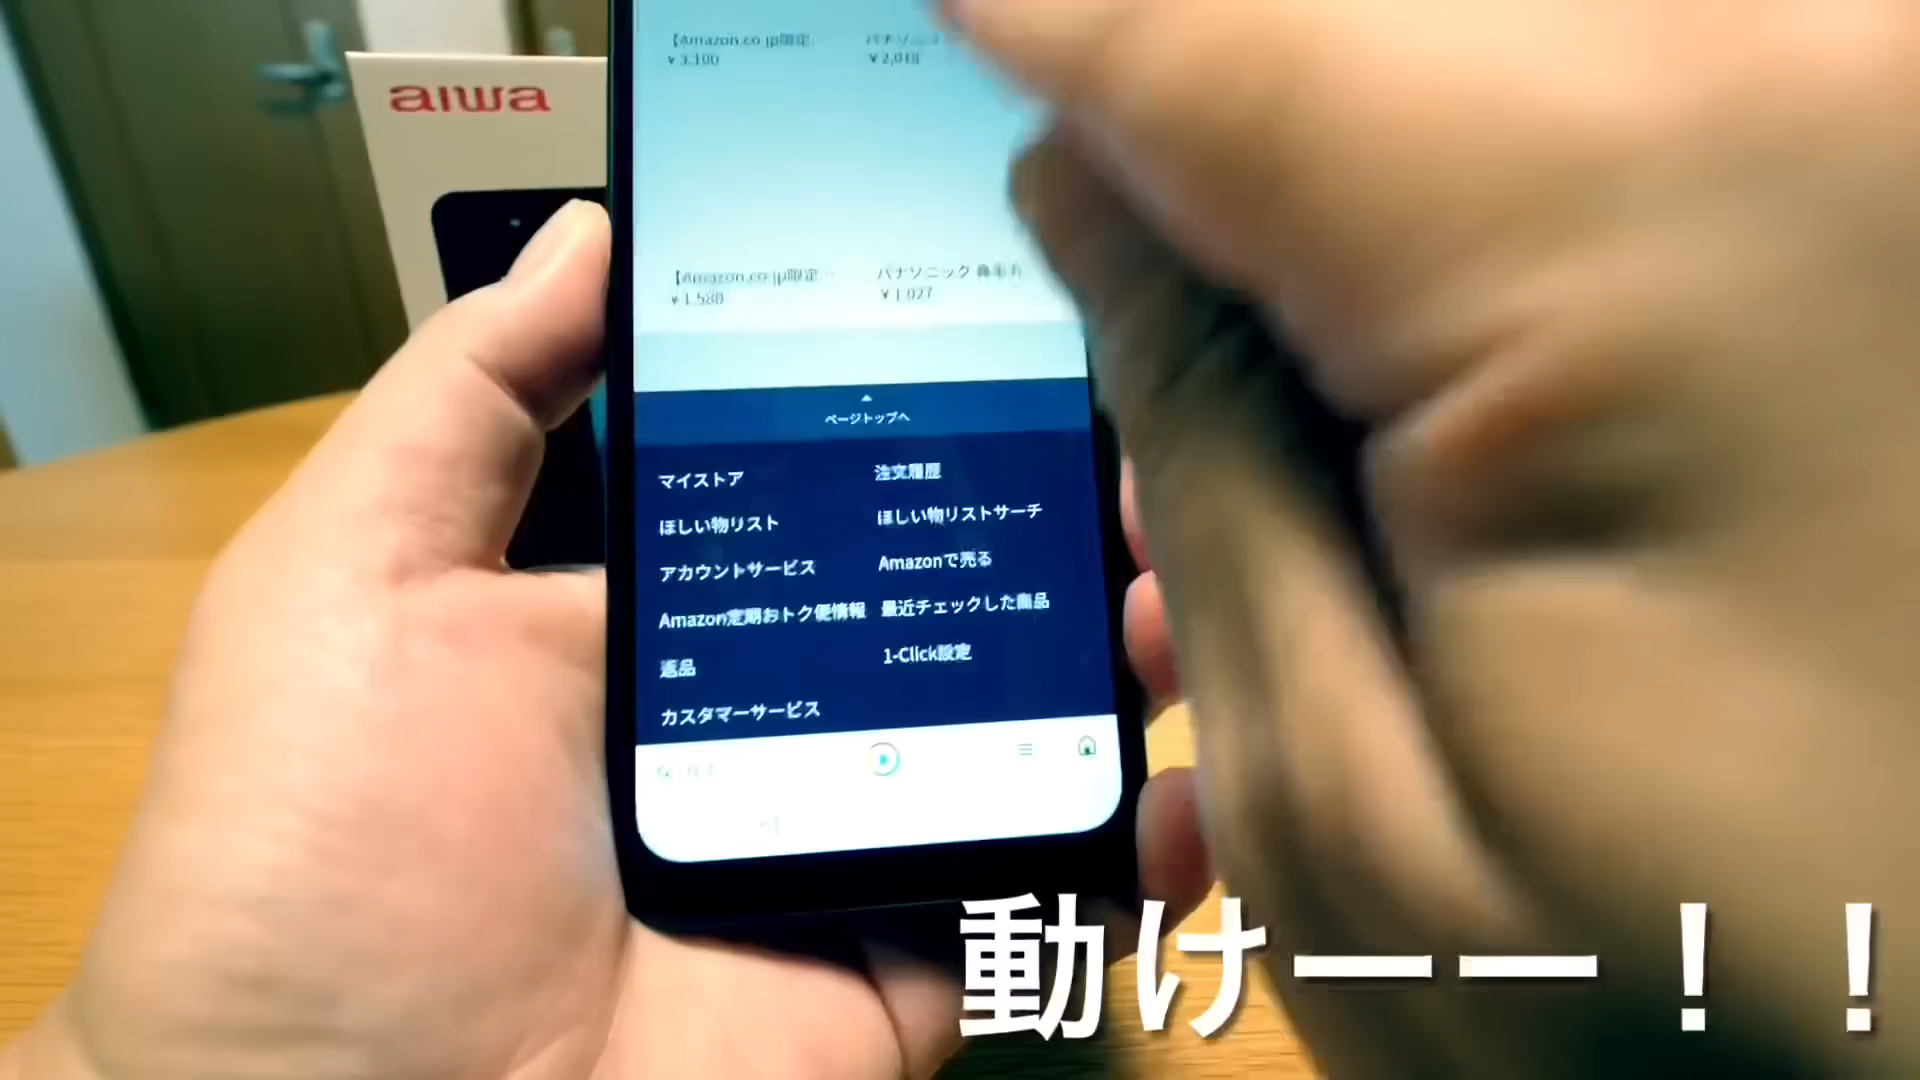 aiwa
【Amazon.co.jp限定…
¥3,100
【Amazon.co.jp限定…
¥1,580
パナソニック
¥1,027
ページトップへ
マイストア
注文履歴
ほしい物リスト
ほしい物リストサーチ
アカウントサービス
Amazonで売る
Amazon定期おトク便情報
最近チェックした商品
返品
1-Click設定
カスタマーサービス
動けーー！！